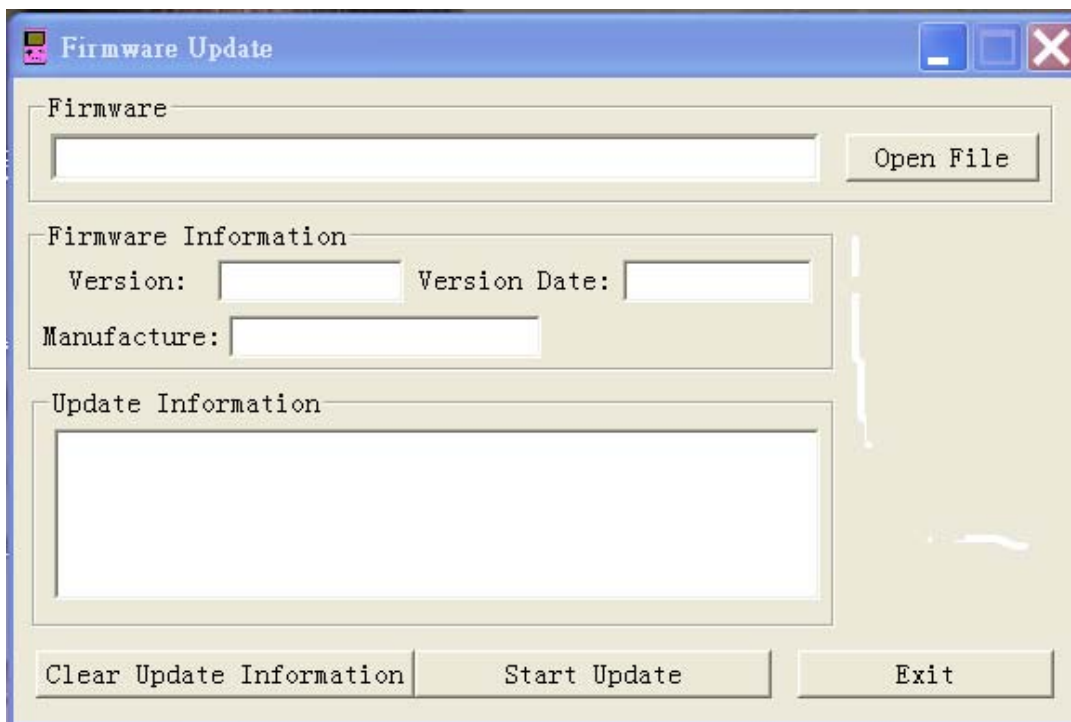 Firmware Update
Firmware
Open File
Firmware Information
Version: Version Date:
Manufacture:
Update Information
Clear Update Information Start Update Exit